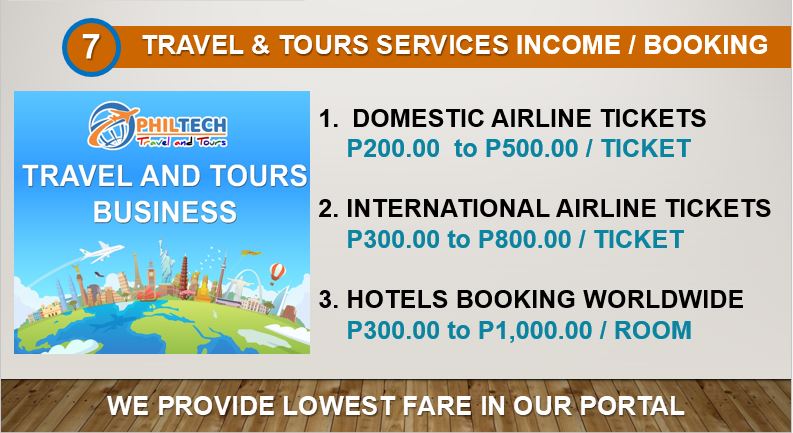 7
TRAVEL & TOURS SERVICES INCOME / BOOKING
PHILTECH
Travel and Tours
TRAVEL AND TOURS
BUSINESS
1. DOMESTIC AIRLINE TICKETS
P200.00 to P500.00 / TICKET
2. INTERNATIONAL AIRLINE TICKETS
P300.00 to P800.00 / TICKET
3. HOTELS BOOKING WORLDWIDE
P300.00 to P1,000.00 / ROOM
WE PROVIDE LOWEST FARE IN OUR PORTAL